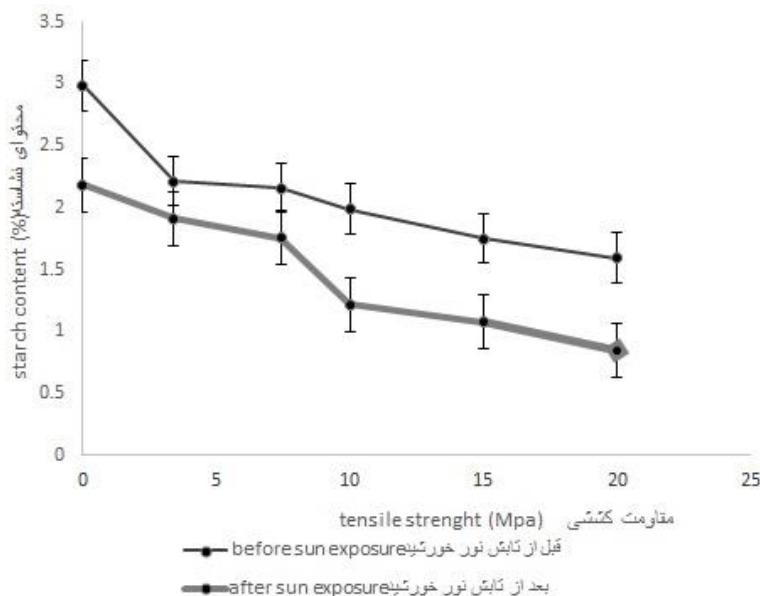 3.5
3
2.5
2
1.5
1
0.5
0
starch content (%) محتوای نشاسته
0 5 10 15 20 25
tensile strenght (Mpa) مقاومت کششی
before sun exposure قبل از تابش نور خورشید
after sun exposure بعد از تابش نور خورشید